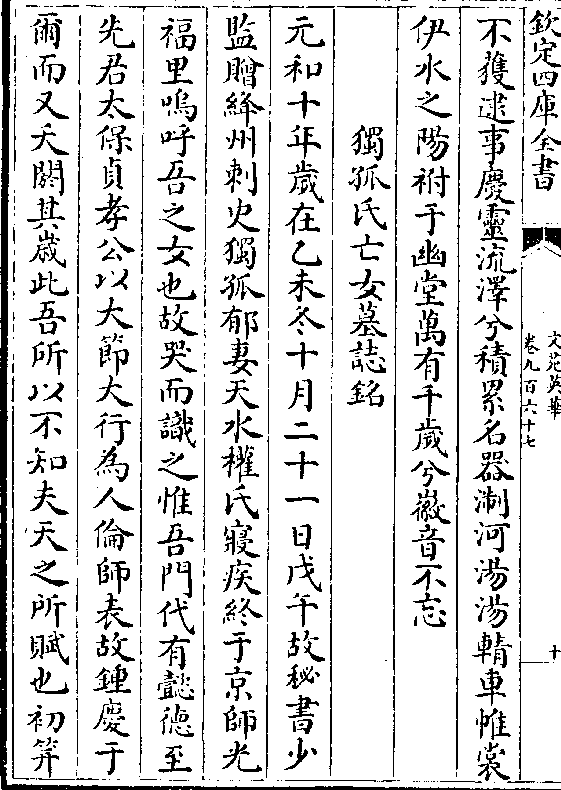 欽定四庫全書
文苑英華
卷九百六十七
十
不獲逮事慶靈流澤兮積累名器淛河湯湯輤車帷裳
伊水之陽祔于幽堂萬有千歲兮徽音不忘
獨孤氏亡女墓誌銘
元和十年歲在乙未冬十月二十一日戊午故秘書少
監贈絳州刺史獨孤郁妻天水權氏寢疾終于京師光
福里嗚呼吾之女也故哭而識之惟吾門代有懿德至
先君太保貞孝公以大節大行為人倫師表故鍾慶于
爾而又夭閼其歲此吾所以不知夫天之所賦也初笄